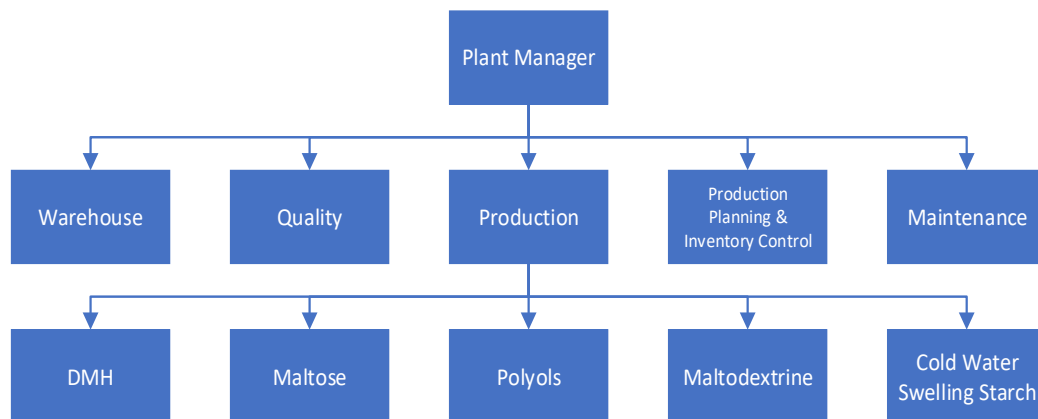 Plant Manager
Warehouse
Quality
Production
Production
Planning &
Inventory Control
Maintenance
DMH
Maltose
Polyols
Maltodextrine
Cold Water
Swelling Starch